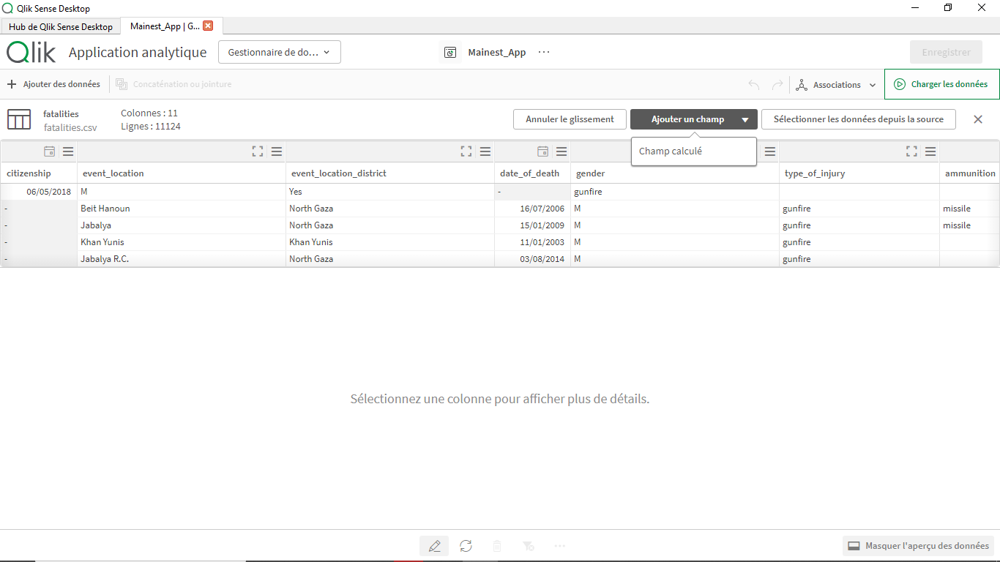 Qlik Sense Desktop
Hub de Qlik Sense Desktop
Mainest_App | G...
Qlik Application analytique
Gestionnaire de do...
Mainest_App ...
Enregistrer
Ajouter des données
Concaténation ou jointure
Associations
Charger les données
fatalities
fatalities.csv
Colonnes : 11
Lignes : 11124
Annuler le glissement
Ajouter un champ
Sélectionner les données depuis la source
Champ calculé
citizenship event_location event_location_district date_of_death gender type_of_injury ammunition
06/05/2018 M Yes - gunfire
- Beit Hanoun North Gaza 16/07/2006 M gunfire missile
- Jabalya North Gaza 15/01/2009 M gunfire missile
- Khan Yunis Khan Yunis 11/01/2003 M gunfire
- Jabalya R.C. North Gaza 03/08/2014 M gunfire
Sélectionnez une colonne pour afficher plus de détails.
Masquer l'aperçu des données